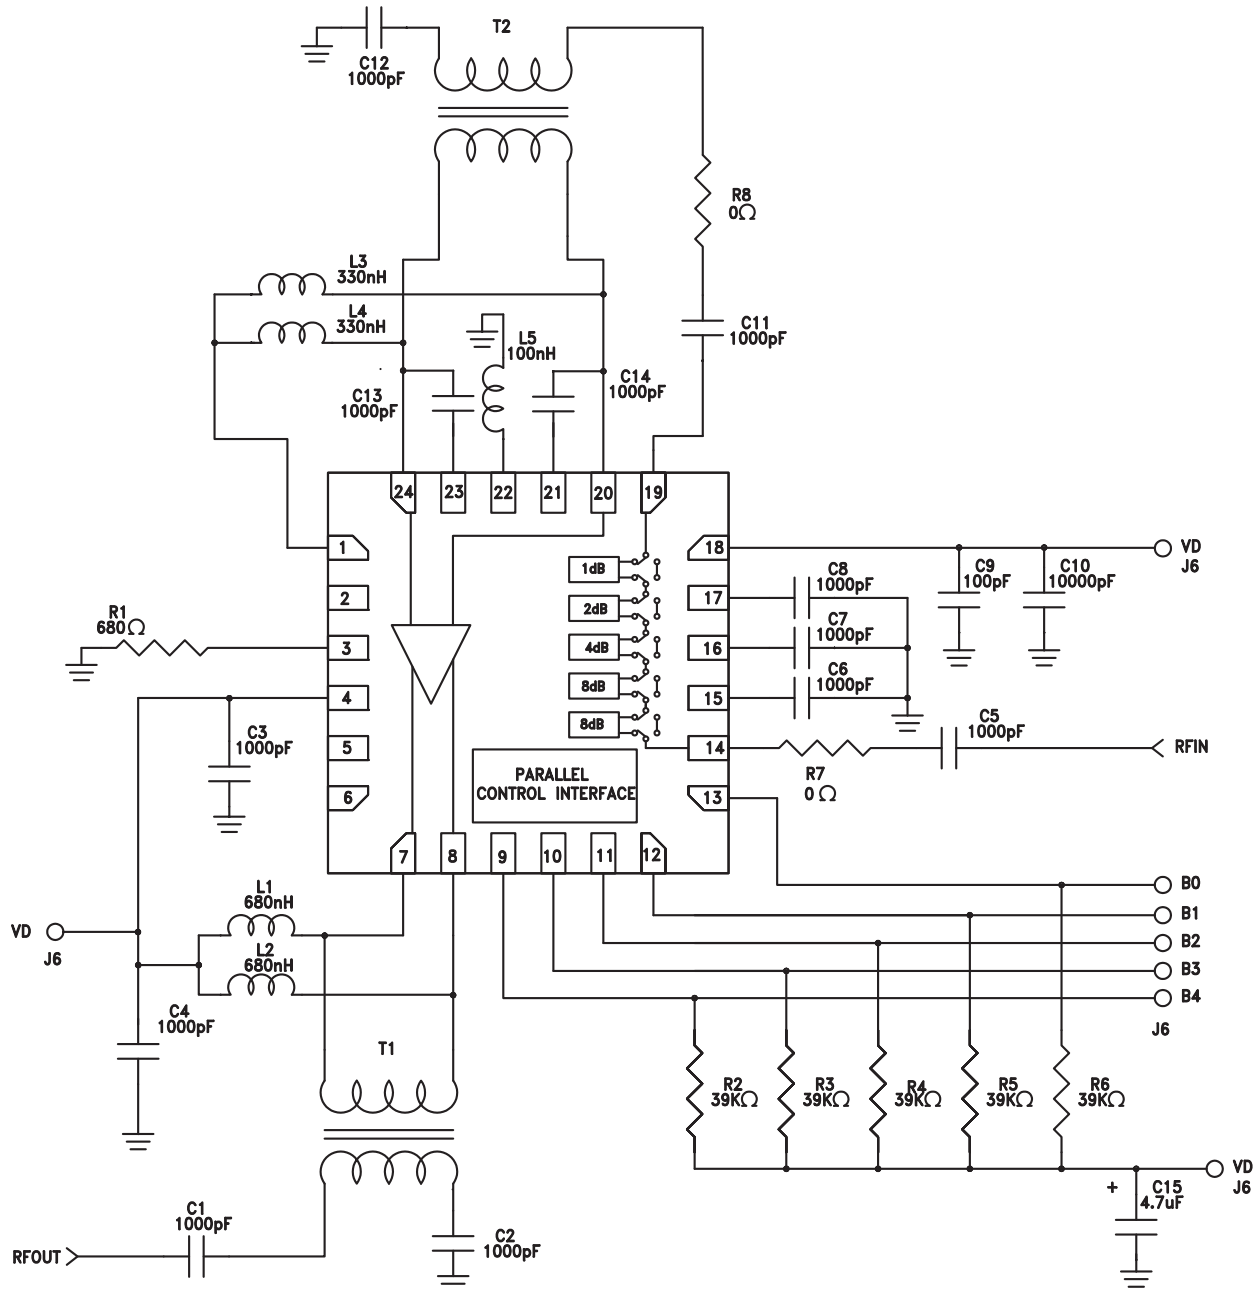 T2
C12
1000pF
R8
0Ω
L3
330nH
L4
330nH
C11
1000pF
L5
100nH
C14
1000pF
C13
1000pF
24
23
22
21
20
19
1
18
VD
J6
C8
1000pF
C9
100pF
C10
10000pF
1dB
2
17
2dB
R1
680Ω
C7
1000pF
3
16
4dB
C6
1000pF
4
15
8dB
C3
1000pF
C5
1000pF
8dB
5
14
RFIN
R7
0Ω
PARALLEL
CONTROL INTERFACE
6
13
7
8
9
10
11
12
L1
680nH
B0
B1
VD
J6
L2
680nH
B2
B3
B4
J6
C4
1000pF
T1
R2
39KΩ
R3
39KΩ
R4
39KΩ
R5
39KΩ
R6
39KΩ
VD
J6
+
C15
4.7uF
C1
1000pF
C2
1000pF
RFOUT